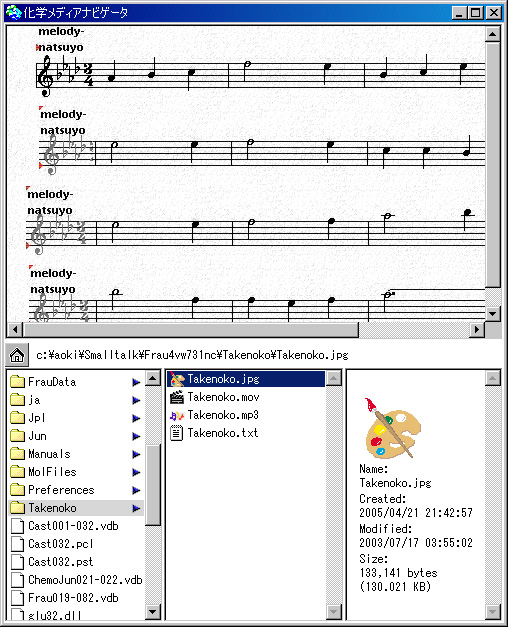 化学メディアナビゲータ
melody-
natsuyo
3
4
melody-
natsuyo
melody-
natsuyo
3
4
melody-
natsuyo
3
4
c:¥aoki¥Smalltalk¥Frau4vw731nc¥Takenoko¥Takenoko.jpg
FrauData
ja
Jpl
Jun
Manuals
MolFiles
Preferences
Takenoko
Cast001-032.vdb
Cast032.pcl
Cast032.pst
ChemoJun021-022.vdb
Frau019-082.vdb
glu32.dll
Takenoko.jpg
Takenoko.mov
Takenoko.mp3
Takenoko.txt
Name:
Takenoko.jpg
Created:
2005/04/21 21:42:57
Modified:
2003/07/17 03:55:02
Size:
133,141 bytes
(130.021 KB)